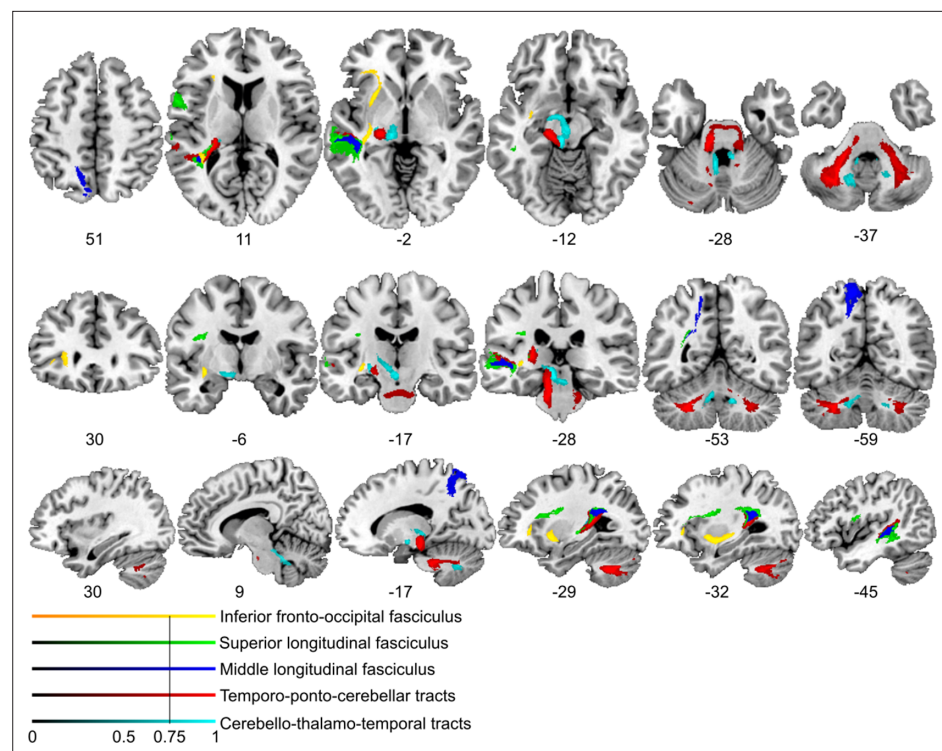 51 11 -2 -12 -28 -37
30 -6 -17 -28 -53 -59
30 9 -17 -29 -32 -45
Inferior fronto-occipital fasciculus
Superior longitudinal fasciculus
Middle longitudinal fasciculus
Temporo-ponto-cerebellar tracts
Cerebello-thalamo-temporal tracts
0 0.5 0.75 1